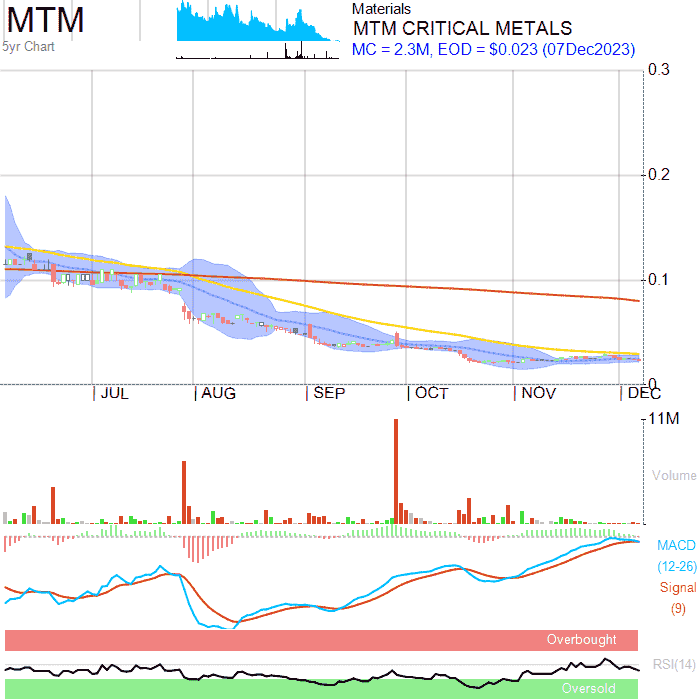 MTM
5yr Chart
Materials
MTM CRITICAL METALS
MC = 2.3M, EOD = $0.023 (07Dec2023)
0.3
0.2
0.1
0
JUL AUG SEP OCT NOV DEC
11M
Volume
MACD
(12-26)
Signal
(9)
Overbought
RSI(14)
Oversold